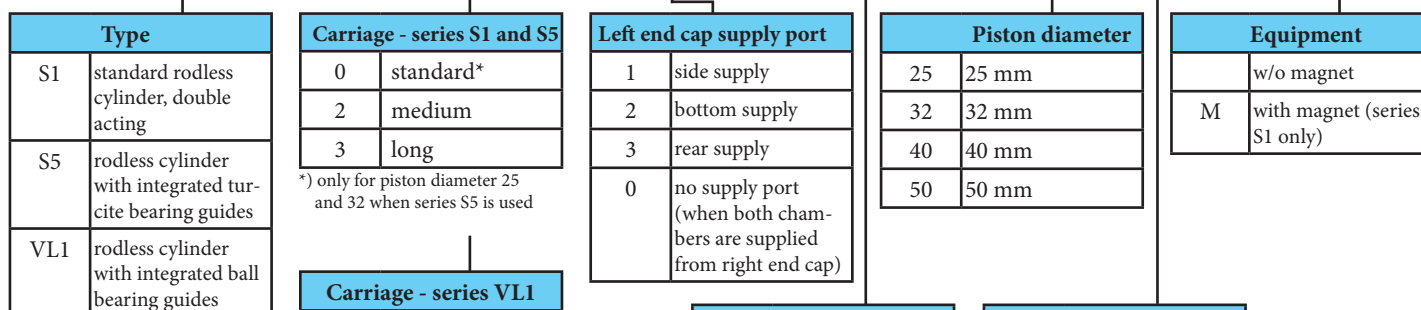 Type
S1 standard rodless
cylinder, double
acting
S5 rodless cylinder
with integrated tur-
cite bearing guides
VL1 rodless cylinder
with integrated ball
bearing guides
Carriage - series S1 and S5
0 standard*
2 medium
3 long
*) only for piston diameter 25
and 32 when series S5 is used
Carriage - series VL1
Left end cap supply port
1 side supply
2 bottom supply
3 rear supply
0 no supply port
(when both cham-
bers are supplied
from right end cap)
Piston diameter
25 25 mm
32 32 mm
40 40 mm
50 50 mm
Equipment
w/o magnet
M with magnet (series
S1 only)